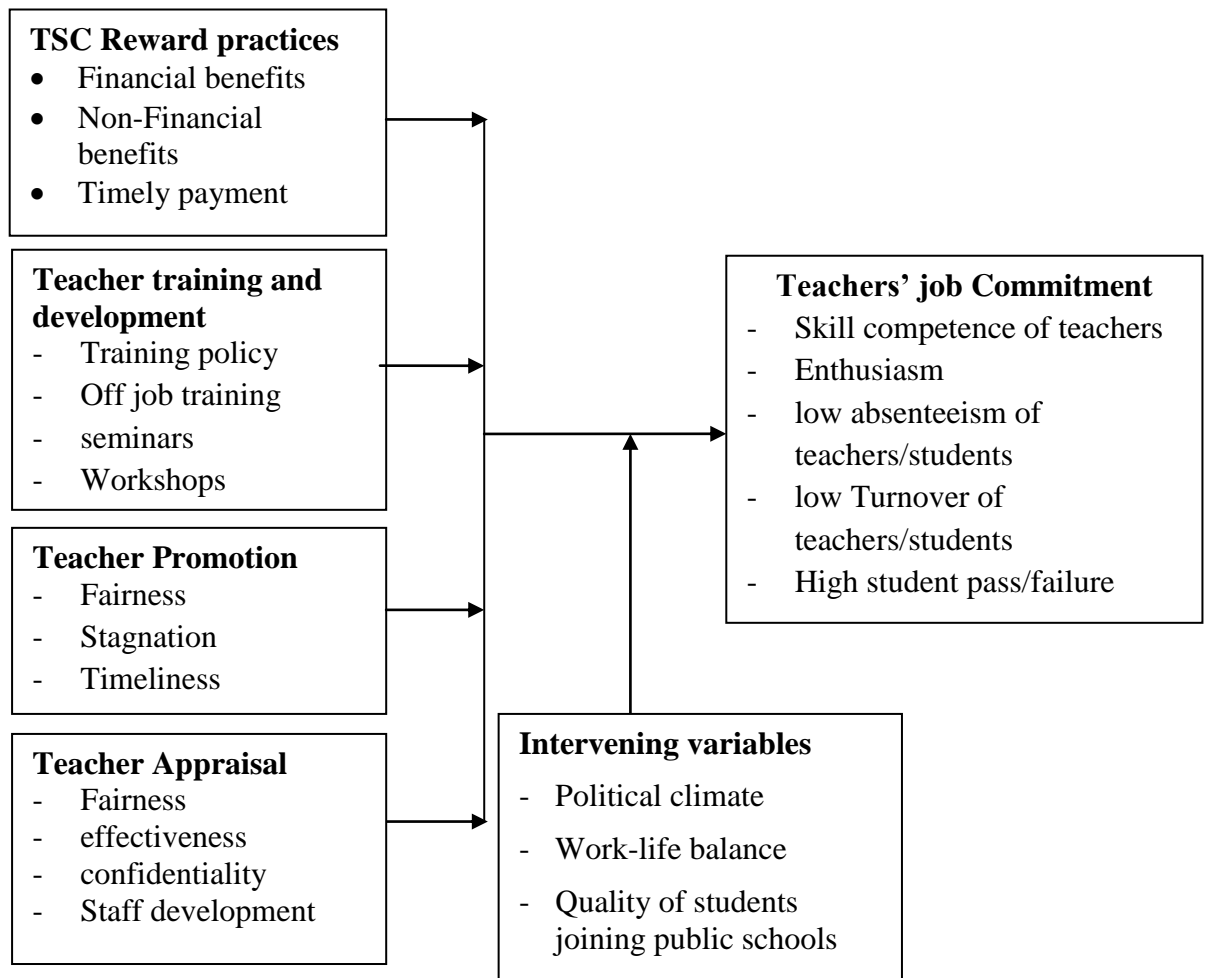 TSC Reward practices
• Financial benefits
• Non-Financial
benefits
• Timely payment
Teacher training and
development
- Training policy
- Off job training
- seminars
- Workshops
Teacher Promotion
- Fairness
- Stagnation
- Timeliness
Teacher Appraisal
- Fairness
- effectiveness
- confidentiality
- Staff development
Intervening variables
- Political climate
- Work-life balance
- Quality of students
joining public schools
Teachers’ job Commitment
- Skill competence of teachers
- Enthusiasm
- low absenteeism of
teachers/students
- low Turnover of
teachers/students
- High student pass/failure